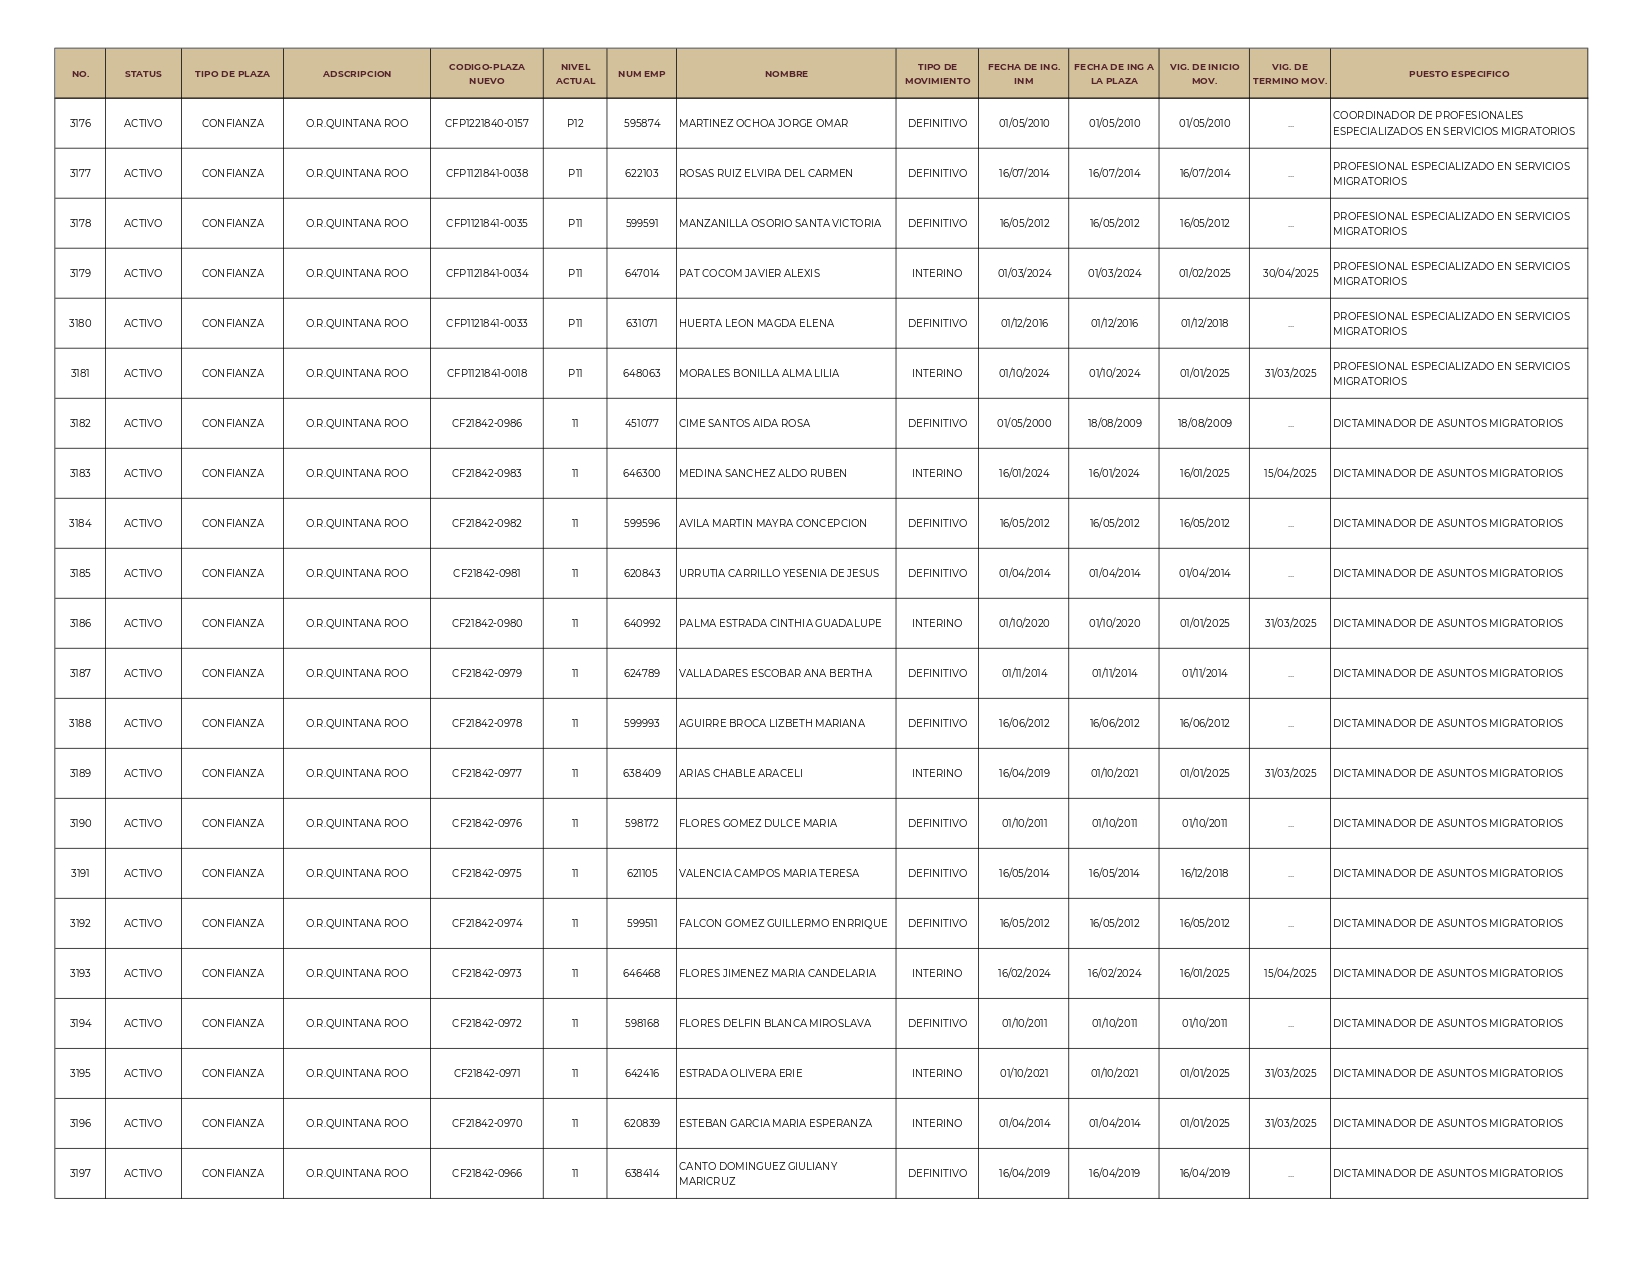 NO. STATUS TIPO DE PLAZA ADSCRIPCION CODIGO-PLAZA NUEVO NIVEL ACTUAL NUM EMP NOMBRE TIPO DE MOVIMIENTO FECHA DE ING. INM FECHA DE ING A LA PLAZA VIG. DE INICIO MOV. VIG. DE TERMINO MOV. PUESTO ESPECIFICO
3176 ACTIVO CONFIANZA O.R.QUINTANA ROO CFP1221840-0157 P12 595874 MARTINEZ OCHOA JORGE OMAR DEFINITIVO 01/05/2010 01/05/2010 01/05/2010 ... COORDINADOR DE PROFESIONALES ESPECIALIZADOS EN SERVICIOS MIGRATORIOS
3177 ACTIVO CONFIANZA O.R.QUINTANA ROO CFP1121841-0038 P11 622103 ROSAS RUIZ ELVIRA DEL CARMEN DEFINITIVO 16/07/2014 16/07/2014 16/07/2014 ... PROFESIONAL ESPECIALIZADO EN SERVICIOS MIGRATORIOS
3178 ACTIVO CONFIANZA O.R.QUINTANA ROO CFP1121841-0035 P11 599591 MANZANILLA OSORIO SANTA VICTORIA DEFINITIVO 16/05/2012 16/05/2012 16/05/2012 ... PROFESIONAL ESPECIALIZADO EN SERVICIOS MIGRATORIOS
3179 ACTIVO CONFIANZA O.R.QUINTANA ROO CFP1121841-0034 P11 647014 PAT COCOM JAVIER ALEXIS INTERINO 01/03/2024 01/03/2024 01/02/2025 30/04/2025 PROFESIONAL ESPECIALIZADO EN SERVICIOS MIGRATORIOS
3180 ACTIVO CONFIANZA O.R.QUINTANA ROO CFP1121841-0033 P11 631071 HUERTA LEON MAGDA ELENA DEFINITIVO 01/12/2016 01/12/2016 01/12/2018 ... PROFESIONAL ESPECIALIZADO EN SERVICIOS MIGRATORIOS
3181 ACTIVO CONFIANZA O.R.QUINTANA ROO CFP1121841-0018 P11 648063 MORALES BONILLA ALMA LILIA INTERINO 01/10/2024 01/10/2024 01/01/2025 31/03/2025 PROFESIONAL ESPECIALIZADO EN SERVICIOS MIGRATORIOS
3182 ACTIVO CONFIANZA O.R.QUINTANA ROO CF21842-0986 11 451077 CIME SANTOS AIDA ROSA DEFINITIVO 01/05/2000 18/08/2009 18/08/2009 ... DICTAMINADOR DE ASUNTOS MIGRATORIOS
3183 ACTIVO CONFIANZA O.R.QUINTANA ROO CF21842-0983 11 646300 MEDINA SANCHEZ ALDO RUBEN INTERINO 16/01/2024 16/01/2024 16/01/2025 15/04/2025 DICTAMINADOR DE ASUNTOS MIGRATORIOS
3184 ACTIVO CONFIANZA O.R.QUINTANA ROO CF21842-0982 11 599596 AVILA MARTIN MAYRA CONCEPCION DEFINITIVO 16/05/2012 16/05/2012 16/05/2012 ... DICTAMINADOR DE ASUNTOS MIGRATORIOS
3185 ACTIVO CONFIANZA O.R.QUINTANA ROO CF21842-0981 11 620843 URRUTIA CARRILLO YESENIA DE JESUS DEFINITIVO 01/04/2014 01/04/2014 01/04/2014 ... DICTAMINADOR DE ASUNTOS MIGRATORIOS
3186 ACTIVO CONFIANZA O.R.QUINTANA ROO CF21842-0980 11 640992 PALMA ESTRADA CINTHIA GUADALUPE INTERINO 01/10/2020 01/10/2020 01/01/2025 31/03/2025 DICTAMINADOR DE ASUNTOS MIGRATORIOS
3187 ACTIVO CONFIANZA O.R.QUINTANA ROO CF21842-0979 11 624789 VALLADARES ESCOBAR ANA BERTHA DEFINITIVO 01/11/2014 01/11/2014 01/11/2014 ... DICTAMINADOR DE ASUNTOS MIGRATORIOS
3188 ACTIVO CONFIANZA O.R.QUINTANA ROO CF21842-0978 11 599993 AGUIRRE BROCA LIZBETH MARIANA DEFINITIVO 16/06/2012 16/06/2012 16/06/2012 ... DICTAMINADOR DE ASUNTOS MIGRATORIOS
3189 ACTIVO CONFIANZA O.R.QUINTANA ROO CF21842-0977 11 638409 ARIAS CHABLE ARACELI INTERINO 16/04/2019 01/10/2021 01/01/2025 31/03/2025 DICTAMINADOR DE ASUNTOS MIGRATORIOS
3190 ACTIVO CONFIANZA O.R.QUINTANA ROO CF21842-0976 11 598172 FLORES GOMEZ DULCE MARIA DEFINITIVO 01/10/2011 01/10/2011 01/10/2011 ... DICTAMINADOR DE ASUNTOS MIGRATORIOS
3191 ACTIVO CONFIANZA O.R.QUINTANA ROO CF21842-0975 11 621105 VALENCIA CAMPOS MARIA TERESA DEFINITIVO 16/05/2014 16/05/2014 16/12/2018 ... DICTAMINADOR DE ASUNTOS MIGRATORIOS
3192 ACTIVO CONFIANZA O.R.QUINTANA ROO CF21842-0974 11 599511 FALCON GOMEZ GUILLERMO ENRRIQUE DEFINITIVO 16/05/2012 16/05/2012 16/05/2012 ... DICTAMINADOR DE ASUNTOS MIGRATORIOS
3193 ACTIVO CONFIANZA O.R.QUINTANA ROO CF21842-0973 11 646468 FLORES JIMENEZ MARIA CANDELARIA INTERINO 16/02/2024 16/02/2024 16/01/2025 15/04/2025 DICTAMINADOR DE ASUNTOS MIGRATORIOS
3194 ACTIVO CONFIANZA O.R.QUINTANA ROO CF21842-0972 11 598168 FLORES DELFIN BLANCA MIROSLAVA DEFINITIVO 01/10/2011 01/10/2011 01/10/2011 ... DICTAMINADOR DE ASUNTOS MIGRATORIOS
3195 ACTIVO CONFIANZA O.R.QUINTANA ROO CF21842-0971 11 642416 ESTRADA OLIVERA ERIE INTERINO 01/10/2021 01/10/2021 01/01/2025 31/03/2025 DICTAMINADOR DE ASUNTOS MIGRATORIOS
3196 ACTIVO CONFIANZA O.R.QUINTANA ROO CF21842-0970 11 620839 ESTEBAN GARCIA MARIA ESPERANZA INTERINO 01/04/2014 01/04/2014 01/01/2025 31/03/2025 DICTAMINADOR DE ASUNTOS MIGRATORIOS
3197 ACTIVO CONFIANZA O.R.QUINTANA ROO CF21842-0966 11 638414 CANTO DOMINGUEZ GIULIANY MARICRUZ DEFINITIVO 16/04/2019 16/04/2019 16/04/2019 ... DICTAMINADOR DE ASUNTOS MIGRATORIOS